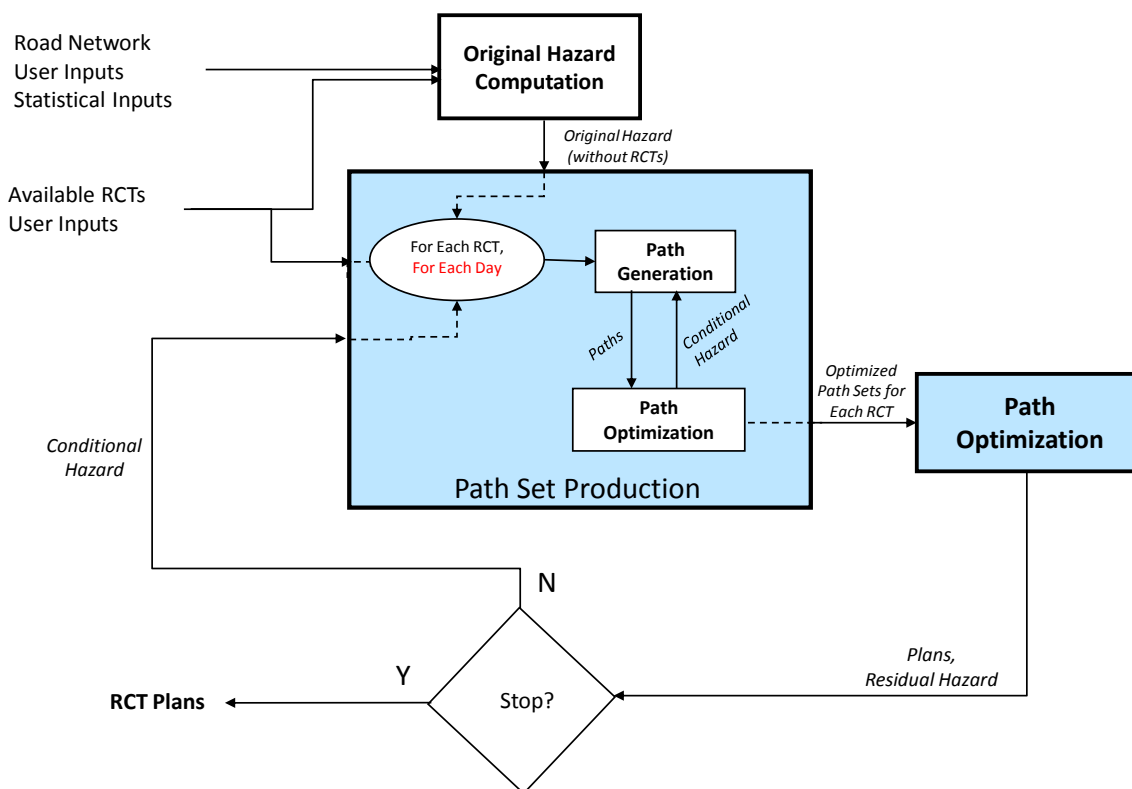 Road Network
User Inputs
Statistical Inputs
Original Hazard
Computation
Original Hazard
(without RCTs)
Available RCTs
User Inputs
For Each RCT,
For Each Day
Path
Generation
Paths
Conditional
Hazard
Path
Optimization
Path Set Production
Optimized
Path Sets for
Each RCT
Path
Optimization
Conditional
Hazard
N
Y
Stop?
Plans,
Residual Hazard
RCT Plans